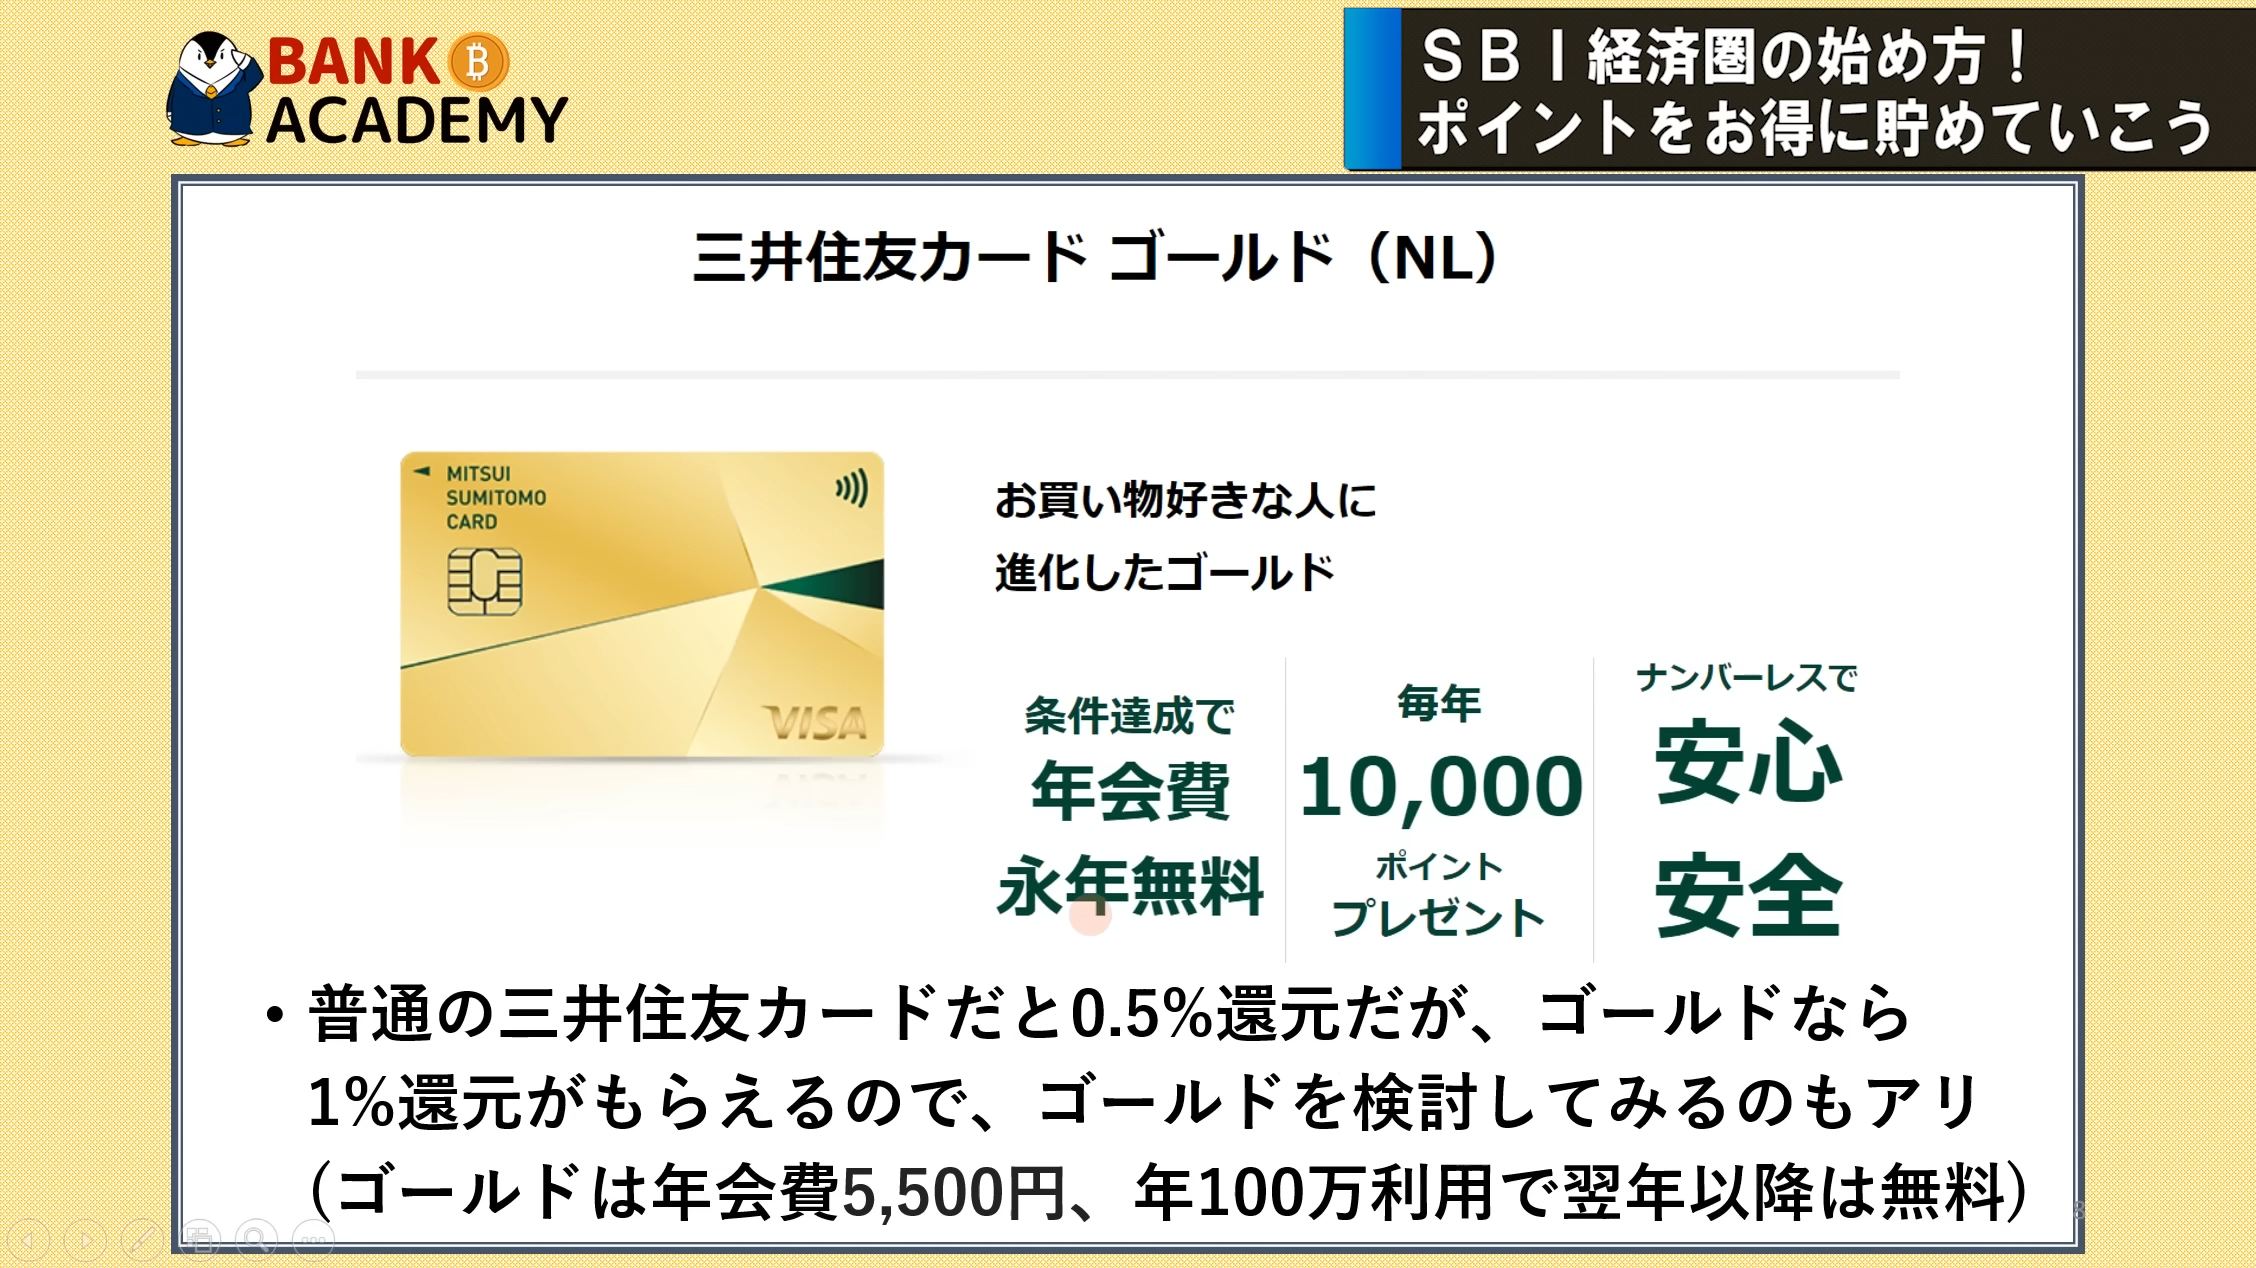 BANK ₿
ACADEMY
SBI経済圏の始め方！
ポイントをお得に貯めていこう
三井住友カード ゴールド（NL）
MITSUI
SUMITOMO
CARD
VISA
お買い物好きな人に
進化したゴールド
条件達成で
年会費
永年無料
毎年
10,000
ポイント
プレゼント
ナンバーレスで
安心
安全
・普通の三井住友カードだと0.5%還元だが、ゴールドなら
1%還元がもらえるので、ゴールドを検討してみるのもアリ
(ゴールドは年会費5,500円、年100万利用で翌年以降は無料)
8